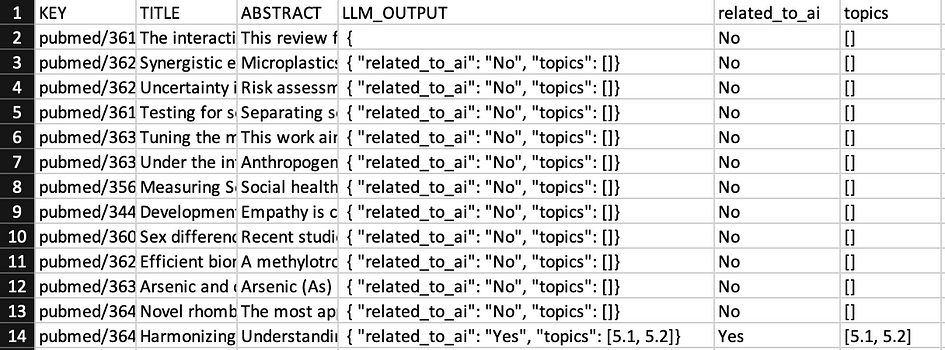 1 KEY TITLE ABSTRACT LLM_OUTPUT related_to_ai topics
2 pubmed/361 The interacti This review f { No []
3 pubmed/362 Synergistic e Microplastics { "related_to_ai": "No", "topics": []} No []
4 pubmed/362 Uncertainty i Risk assessm { "related_to_ai": "No", "topics": []} No []
5 pubmed/361 Testing for s Separating s { "related_to_ai": "No", "topics": []} No []
6 pubmed/363 Tuning the m This work air { "related_to_ai": "No", "topics": []} No []
7 pubmed/363 Under the in Anthropogen { "related_to_ai": "No", "topics": []} No []
8 pubmed/356 Measuring S Social health { "related_to_ai": "No", "topics": []} No []
9 pubmed/344 Development Empathy is c { "related_to_ai": "No", "topics": []} No []
10 pubmed/360 Sex differenc Recent studi { "related_to_ai": "No", "topics": []} No []
11 pubmed/362 Efficient bior A methylotro { "related_to_ai": "No", "topics": []} No []
12 pubmed/363 Arsenic and Arsenic (As) { "related_to_ai": "No", "topics": []} No []
13 pubmed/364 Novel rhomb The most ap { "related_to_ai": "No", "topics": []} No []
14 pubmed/364 Harmonizing Understandi { "related_to_ai": "Yes", "topics": [5.1, 5.2]} Yes [5.1, 5.2]